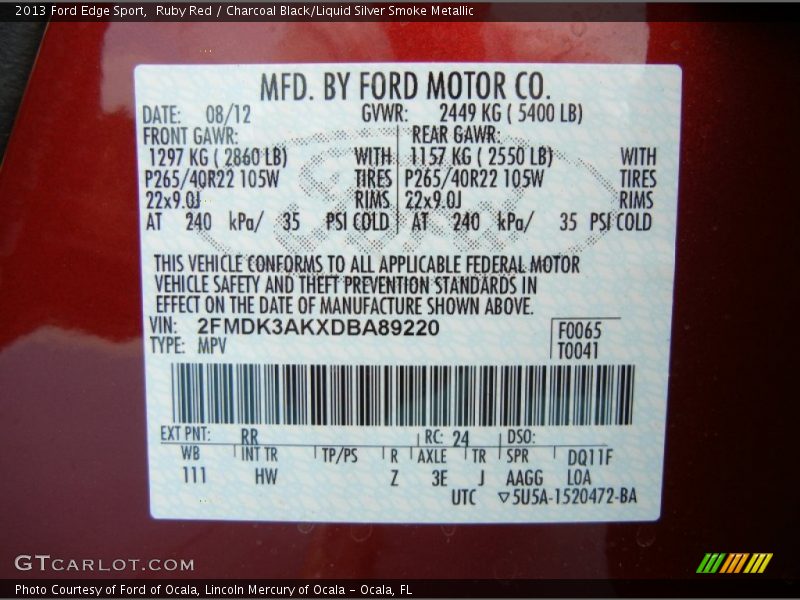 2013 Ford Edge Sport, Ruby Red / Charcoal Black/Liquid Silver Smoke Metallic
MFD. BY FORD MOTOR CO.
DATE: 08/12 GVWR: 2449 KG ( 5400 LB)
FRONT GAWR: REAR GAWR:
1297 KG ( 2860 LB) WITH 1157 KG ( 2550 LB) WITH
P265/40R22 105W TIRES P265/40R22 105W TIRES
22x9.0J RIMS 22x9.0J RIMS
AT 240 kPa/ 35 PSI COLD AT 240 kPa/ 35 PSI COLD
THIS VEHICLE CONFORMS TO ALL APPLICABLE FEDERAL MOTOR
VEHICLE SAFETY AND THEFT PREVENTION STANDARDS IN
EFFECT ON THE DATE OF MANUFACTURE SHOWN ABOVE.
VIN: 2FMDK3AKXDBA89220 F0065
TYPE: MPV T0041
EXT PNT: RR RC: 24 DSO:
WB INT TR TP/PS R AXLE TR SPR DQ11F
111 HW Z 3E J AAGG LOA
UTC ▽5U5A-1520472-BA
GTCARLOT.COM
Photo Courtesy of Ford of Ocala, Lincoln Mercury of Ocala - Ocala, FL